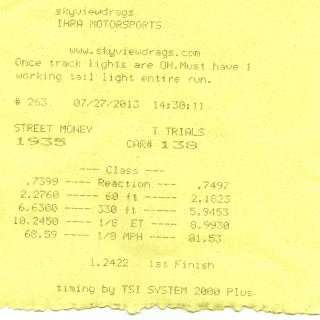 skyviewdrags
IHRA MOTORSPORTS
www.skyviewdrags.com
Once track lights are ON.Must have 1
working tail light entire run.
# 263 07/27/2013 14:30:11
STREET MONEY T TRIALS
1935 CAR# 138
--- Class ---
.7399 ---- Reaction ---- .7497
2.2760 ---- 60 ft ---- 2.1823
6.6300 ---- 330 ft ---- 5.9453
10.2450 ---- 1/8 ET ---- 8.9930
68.59 ---- 1/8 MPH ---- 81.53
1.2422 1st Finish
timing by TSI SYSTEM 2000 Plus